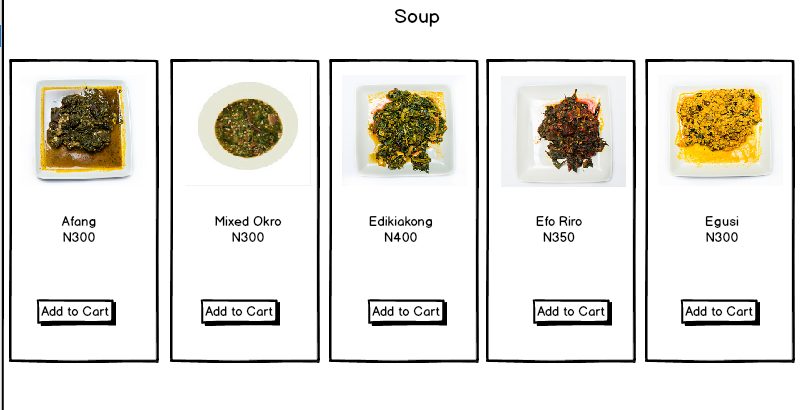 Soup
Afang
N300
Add to Cart
Mixed Okro
N300
Add to Cart
Edikiakong
N400
Add to Cart
Efo Riro
N350
Add to Cart
Egusi
N300
Add to Cart